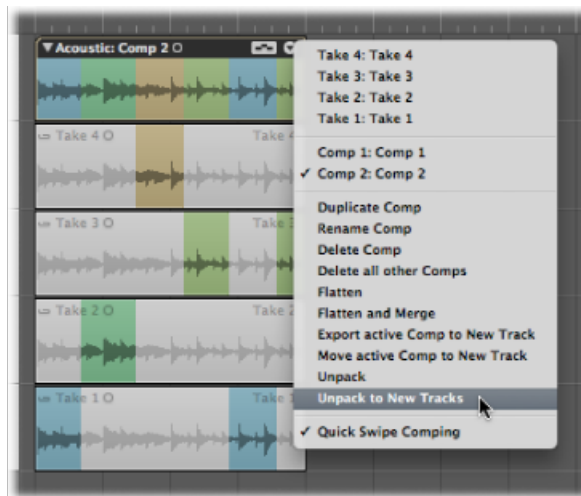 Acoustic: Comp 2
Take 4: Take 4
Take 3: Take 3
Take 2: Take 2
Take 1: Take 1
Comp 1: Comp 1
✓ Comp 2: Comp 2
Duplicate Comp
Rename Comp
Delete Comp
Delete all other Comps
Flatten
Flatten and Merge
Export active Comp to New Track
Move active Comp to New Track
Unpack
Unpack to New Tracks
✓ Quick Swipe Comping
Take 4
Take 4
Take 3
Take
Take 2
Take
Take 1
Take